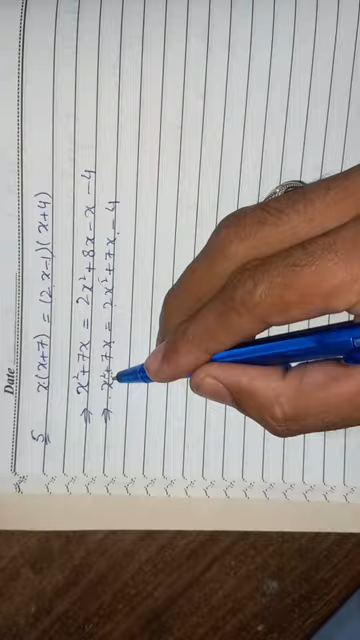 Date
5 x(x+7) = (2x-1)(x+4)
⇒ x²+7x = 2x²+8x-x-4
⇒ x²+7x = 2x²+7x-4